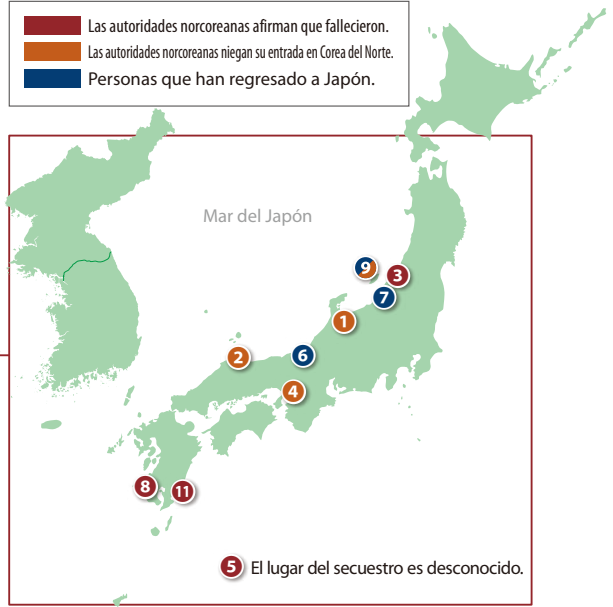 Las autoridades norcoreanas afirman que fallecieron.
Las autoridades norcoreanas niegan su entrada en Corea del Norte.
Personas que han regresado a Japón.
Mar del Japón
9
3
7
1
2
6
4
8
11
5 El lugar del secuestro es desconocido.